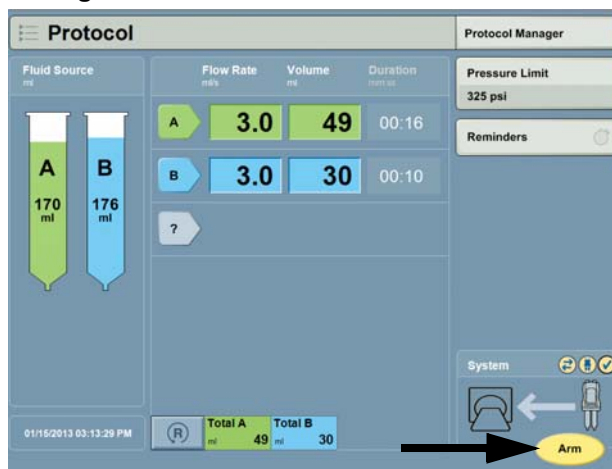 Protocol
Protocol Manager
Fluid Source
ml
Flow Rate
ml/s
Volume
ml
Duration
mm:ss
Pressure Limit
325 psi
A 3.0 49 00:16
Reminders
A
170
ml
B
176
ml
B 3.0 30 00:10
?
System
01/15/2013 03:13:29 PM
R
Total A
ml 49
Total B
ml 30
Arm